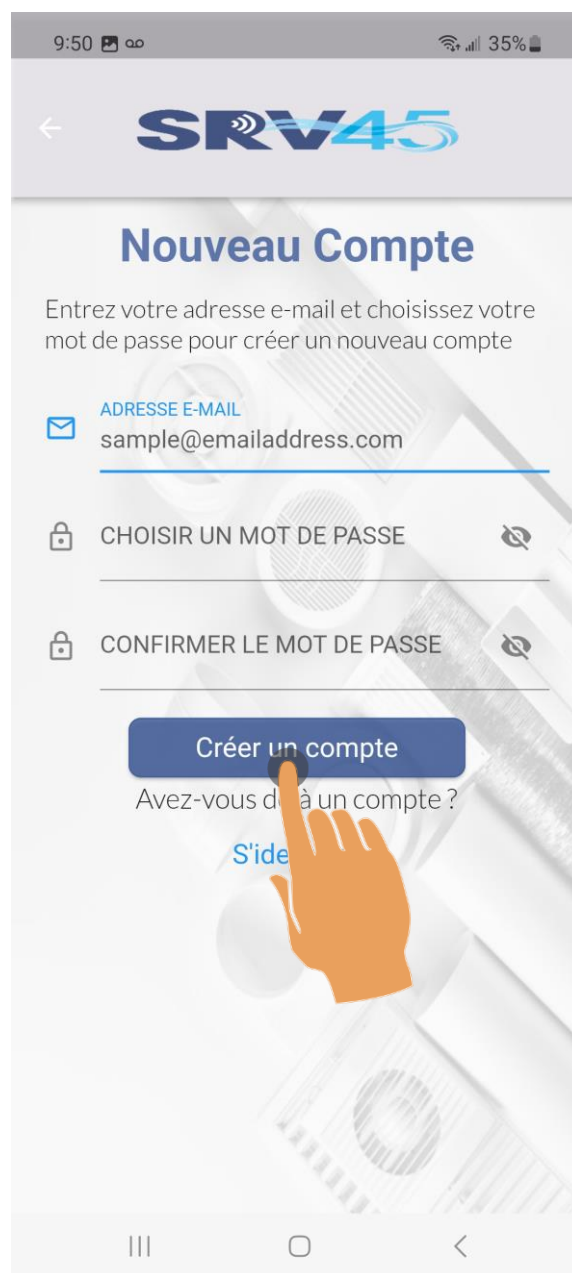 9:50
35%
SRV45
Nouveau Compte
Entrez votre adresse e-mail et choisissez votre
mot de passe pour créer un nouveau compte
ADRESSE E-MAIL
sample@emailaddress.com
CHOISIR UN MOT DE PASSE
CONFIRMER LE MOT DE PASSE
Créer un compte
Avez-vous à un compte ?